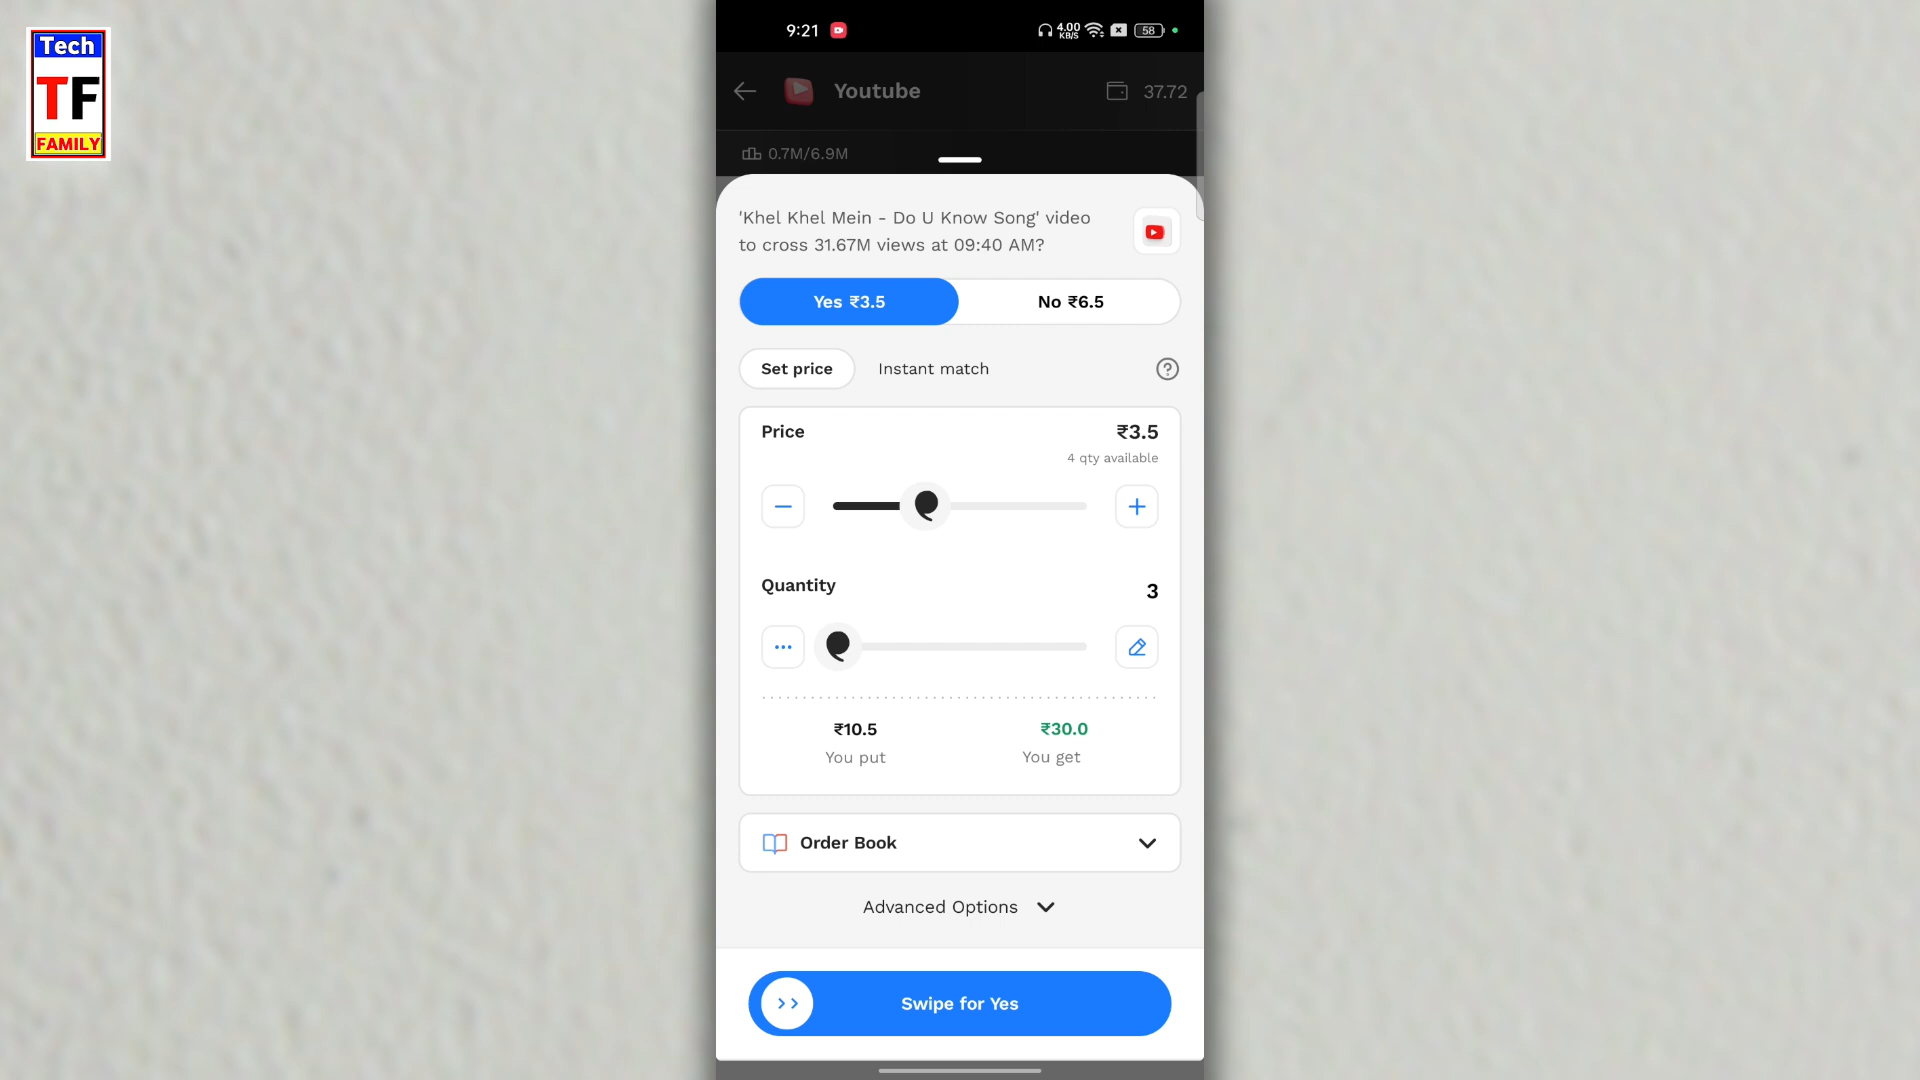 Tech
TF
FAMILY
9:21
4.00
KB/S
58
Youtube
37.72
0.7M/6.9M
'Khel Khel Mein - Do U Know Song' video
to cross 31.67M views at 09:40 AM?
Yes ₹3.5
No ₹6.5
Set price
Instant match
Price
₹3.5
4 qty available
Quantity
3
₹10.5
₹30.0
You put
You get
Order Book
Advanced Options
Swipe for Yes